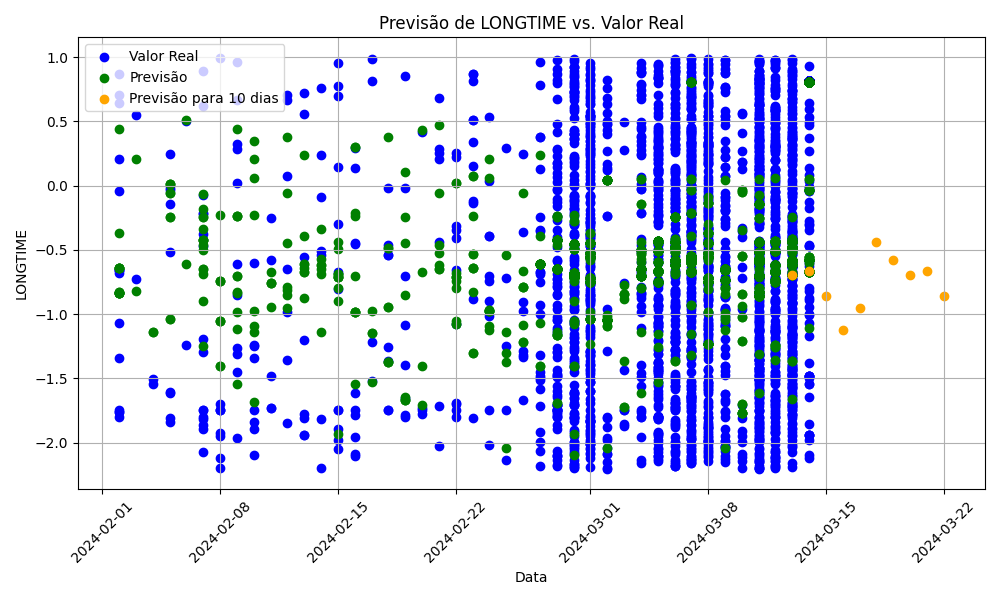 Previsão de LONGTIME vs. Valor Real
Valor Real
Previsão
Previsão para 10 dias
LONGTIME
1.0
0.5
0.0
−0.5
−1.0
−1.5
−2.0
2024-02-01
2024-02-08
2024-02-15
2024-02-22
2024-03-01
2024-03-08
2024-03-15
2024-03-22
Data